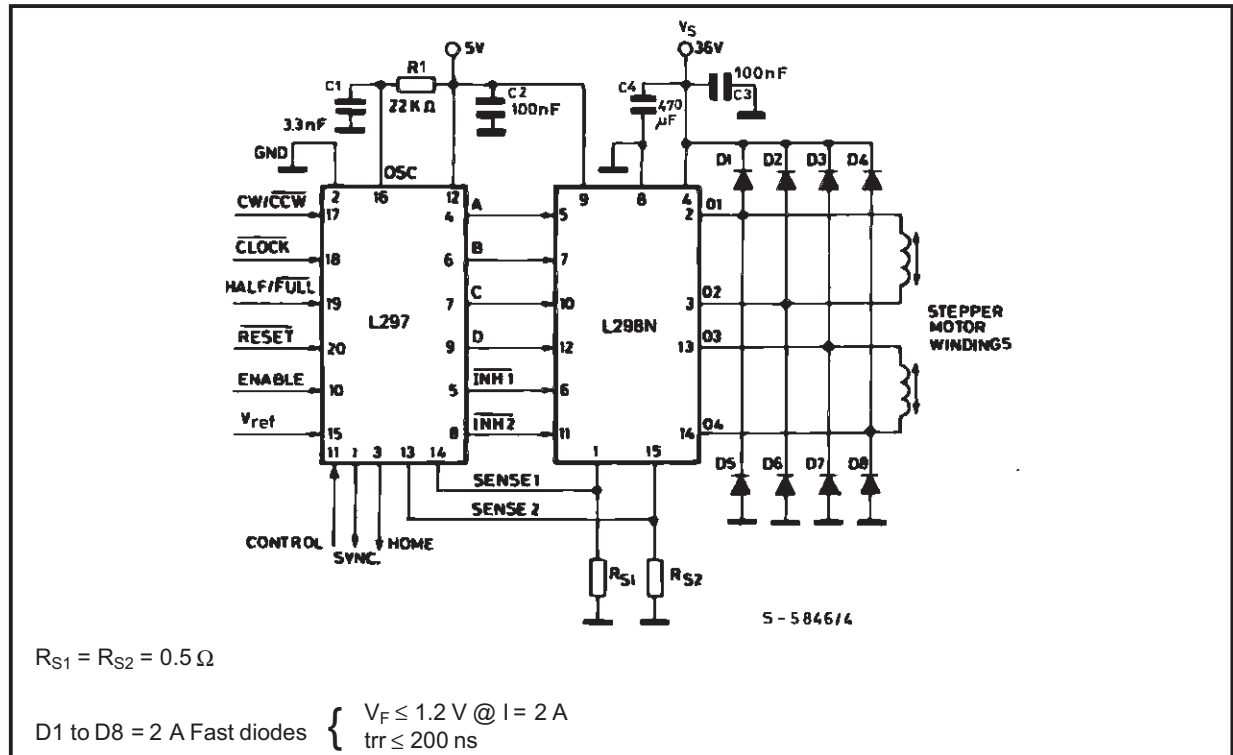 Vs
5V
36V
R1
100nF
C1
C2
C4
C3
22KΩ
100nF
470
μF
3.3nF
GND
OSC
D1 D2 D3 D4
2 16 12
9 8 4
CW/CCW 17
4 A 5
2 O1
CLOCK 18
6 B 7
HALF/FULL 19
7 C 10
3 O2
L297
L298N
STEPPER
MOTOR
WINDINGS
RESET 20
9 D 12
13 O3
ENABLE 10
5 INH1 6
Vref 15
8 INH2 11
14 O4
11 1 3 13 14
1 15
D5 D6 D7 D8
SENSE1
SENSE 2
CONTROL
SYNC.
HOME
RS1
RS2
S-5846/4
RS1 = RS2 = 0.5 Ω
VF ≤ 1.2 V @ I = 2 A
D1 to D8 = 2 A Fast diodes {
trr ≤ 200 ns